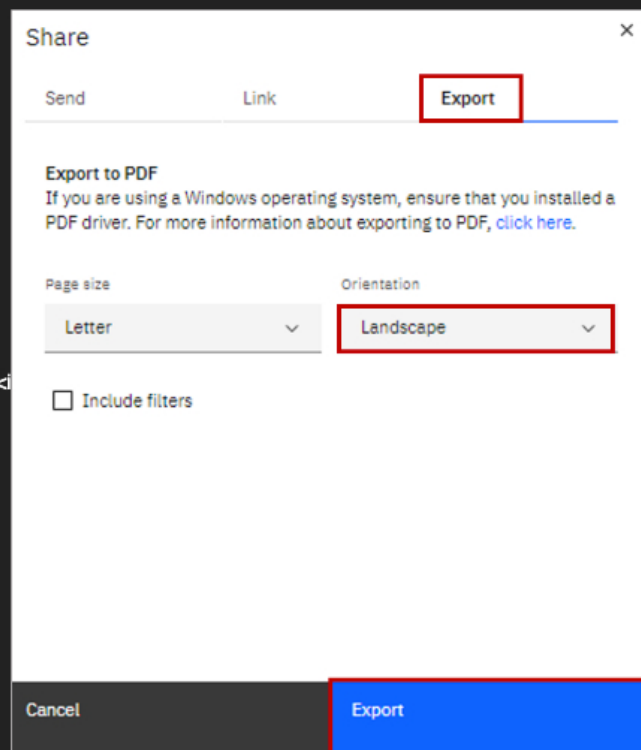 Share
Send Link Export
Export to PDF
If you are using a Windows operating system, ensure that you installed a
PDF driver. For more information about exporting to PDF, click here.
Page size Orientation
Letter Landscape
<i
Include filters
Cancel Export